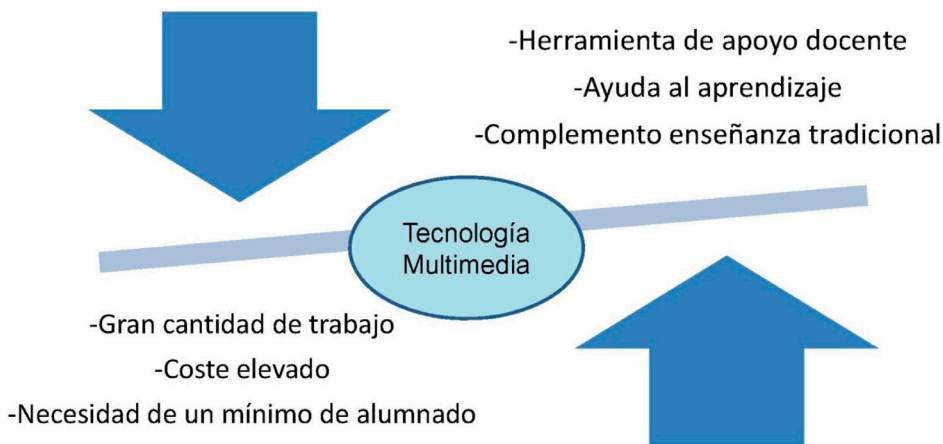 -Herramienta de apoyo docente
-Ayuda al aprendizaje
-Complemento enseñanza tradicional
Tecnología
Multimedia
-Gran cantidad de trabajo
-Coste elevado
-Necesidad de un mínimo de alumnado